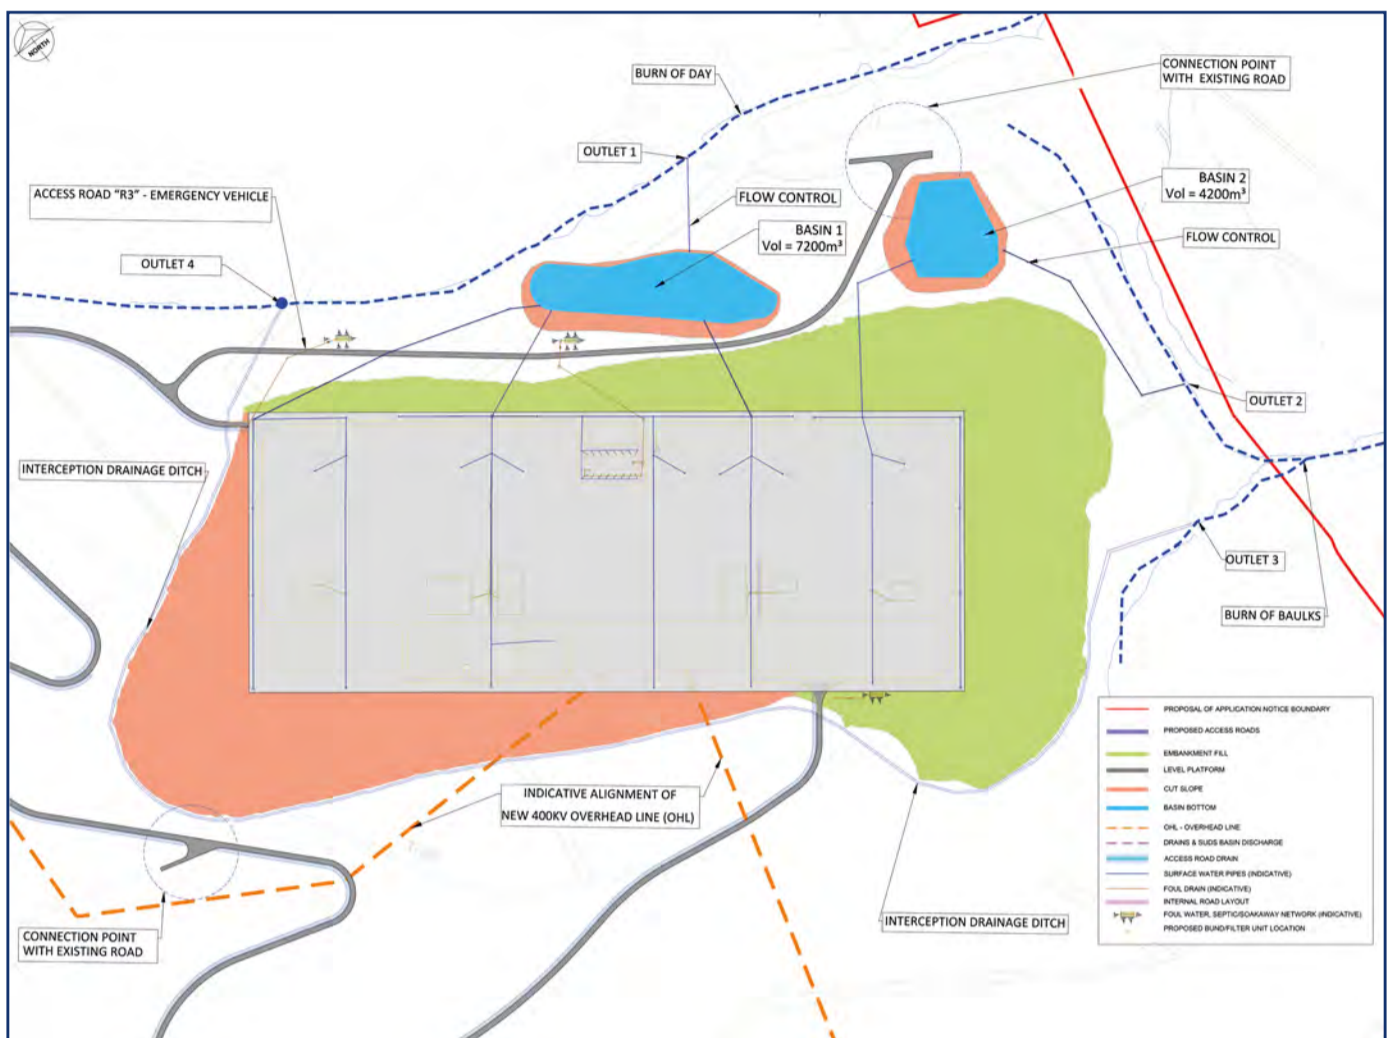 NORTH
BURN OF DAY
CONNECTION POINT
WITH EXISTING ROAD
OUTLET 1
ACCESS ROAD "R3" - EMERGENCY VEHICLE
FLOW CONTROL
BASIN 2
Vol = 4200m³
BASIN 1
Vol = 7200m³
FLOW CONTROL
OUTLET 4
OUTLET 2
INTERCEPTION DRAINAGE DITCH
OUTLET 3
BURN OF BAULKS
INDICATIVE ALIGNMENT OF
NEW 400KV OVERHEAD LINE (OHL)
INTERCEPTION DRAINAGE DITCH
CONNECTION POINT
WITH EXISTING ROAD
PROPOSAL OF APPLICATION NOTICE BOUNDARY
PROPOSED ACCESS ROADS
EMBANKMENT FILL
LEVEL PLATFORM
CUT SLOPE
BASIN BOTTOM
OHL - OVERHEAD LINE
DRAINS & SUDS BASIN DISCHARGE
ACCESS ROAD DRAIN
SURFACE WATER PIPES (INDICATIVE)
FOUL DRAIN (INDICATIVE)
INTERNAL ROAD LAYOUT
FOUL WATER, SEPTIC/SOAKAWAY NETWORK (INDICATIVE)
PROPOSED BUND/FILTER UNIT LOCATION